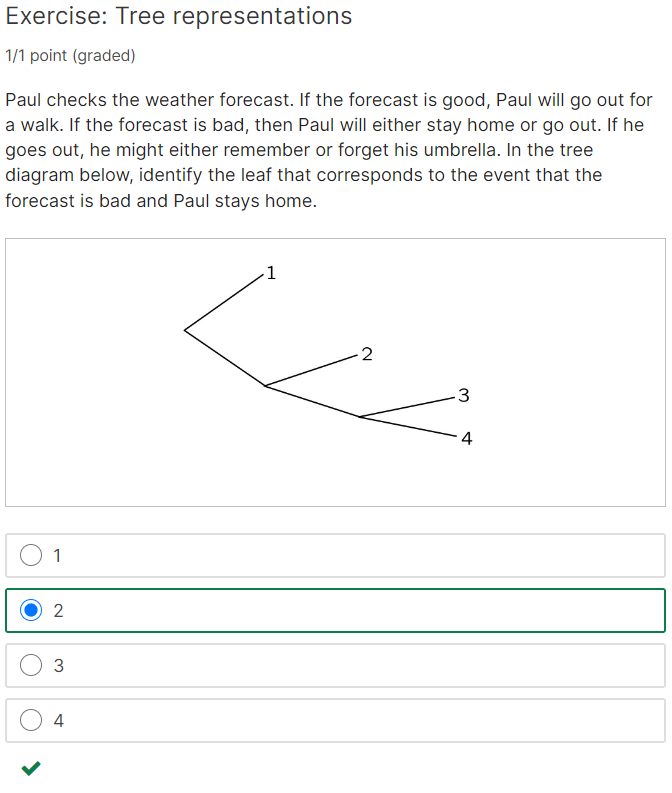 Exercise: Tree representations
1/1 point (graded)
Paul checks the weather forecast. If the forecast is good, Paul will go out for
a walk. If the forecast is bad, then Paul will either stay home or go out. If he
goes out, he might either remember or forget his umbrella. In the tree
diagram below, identify the leaf that corresponds to the event that the
forecast is bad and Paul stays home.
1
2
3
4
1
2
3
4